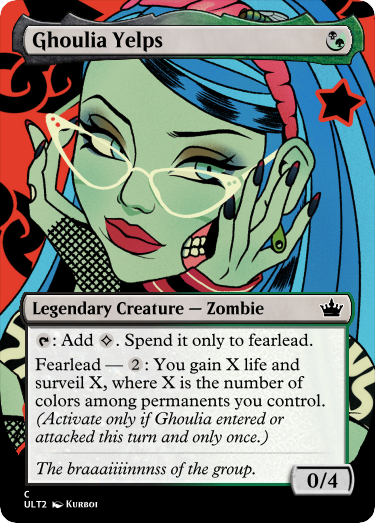 Ghoulia Yelps
Legendary Creature — Zombie
: Add . Spend it only to fearlead.
Fearlead — 2: You gain X life and
surveil X, where X is the number of
colors among permanents you control.
(Activate only if Ghoulia entered or
attacked this turn and only once.)
The braaaiiiinnnss of the group.
0/4
C
ULT2 Kurboi